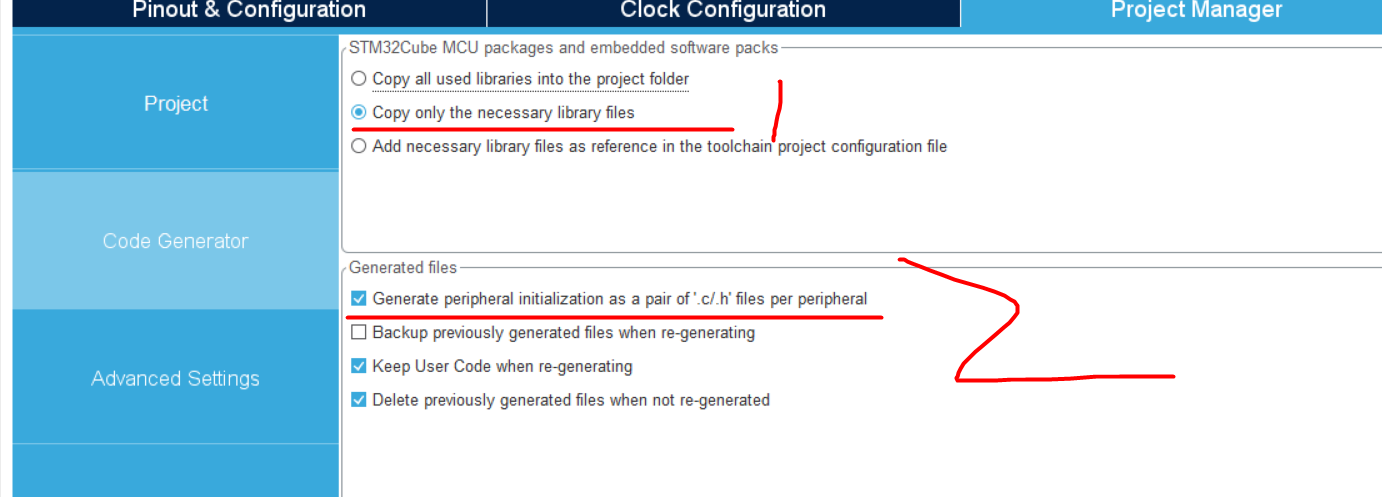 Pinout & Configuration
Clock Configuration
Project Manager
Project
Code Generator
Advanced Settings
STM32Cube MCU packages and embedded software packs
Copy all used libraries into the project folder
Copy only the necessary library files
Add necessary library files as reference in the toolchain project configuration file
1
Generated files
Generate peripheral initialization as a pair of '.c/.h' files per peripheral
Backup previously generated files when re-generating
Keep User Code when re-generating
Delete previously generated files when not re-generated
2